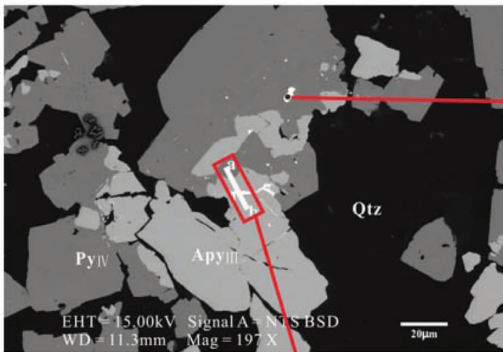 a
b
Qtz
PyIV
ApyIII
EHT = 15.00kV Signal A = NTS BSD
WD = 11.3mm Mag = 197 X
20μm